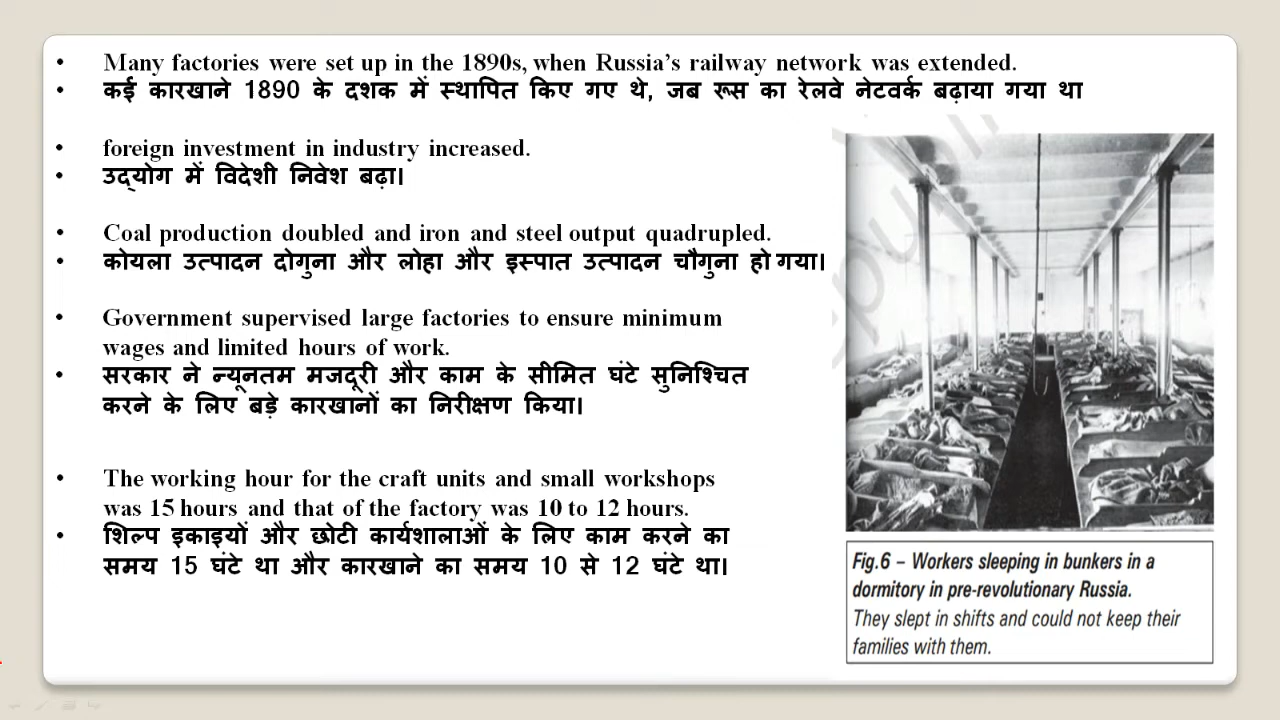 • Many factories were set up in the 1890s, when Russia's railway network was extended.
• कई कारखाने 1890 के दशक में स्थापित किए गए थे, जब रूस का रेलवे नेटवर्क बढ़ाया गया था
• foreign investment in industry increased.
• उद्योग में विदेशी निवेश बढ़ा।
• Coal production doubled and iron and steel output quadrupled.
• कोयला उत्पादन दोगुना और लोहा और इस्पात उत्पादन चौगुना हो गया।
• Government supervised large factories to ensure minimum
wages and limited hours of work.
• सरकार ने न्यूनतम मजदूरी और काम के सीमित घंटे सुनिश्चित
करने के लिए बड़े कारखानों का निरीक्षण किया।
• The working hour for the craft units and small workshops
was 15 hours and that of the factory was 10 to 12 hours.
• शिल्प इकाइयों और छोटी कार्यशालाओं के लिए काम करने का
समय 15 घंटे था और कारखाने का समय 10 से 12 घंटे था।
Fig.6 – Workers sleeping in bunkers in a
dormitory in pre-revolutionary Russia.
They slept in shifts and could not keep their
families with them.